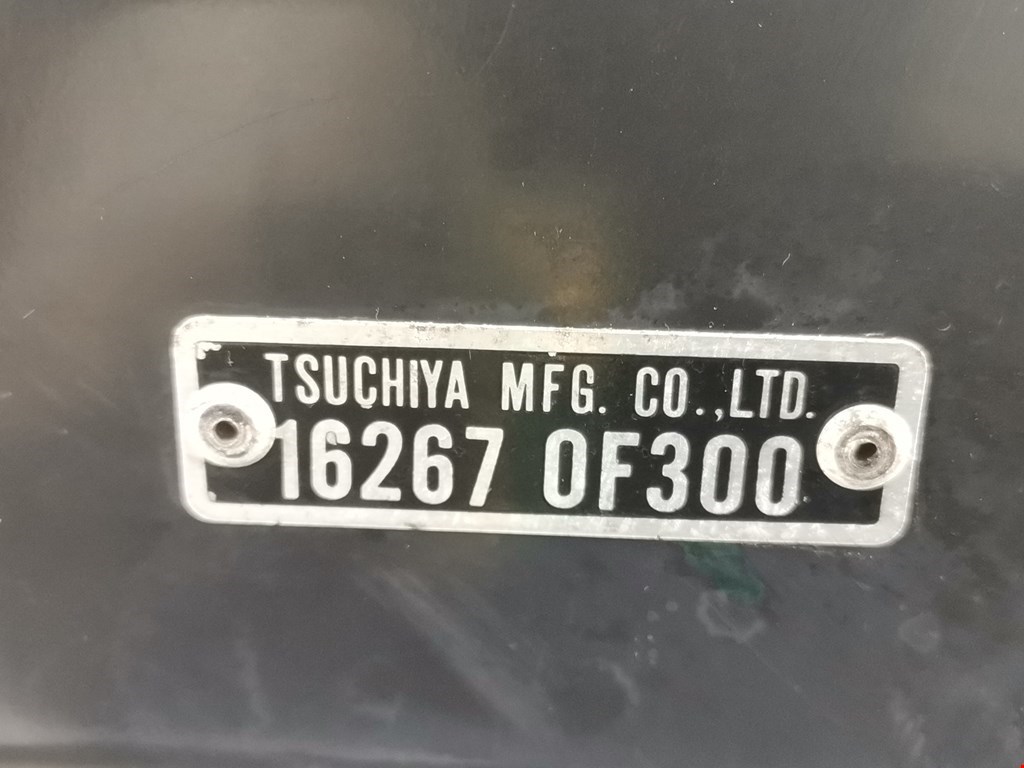 TSUCHIYA MFG. CO.,LTD.
16267 0F300